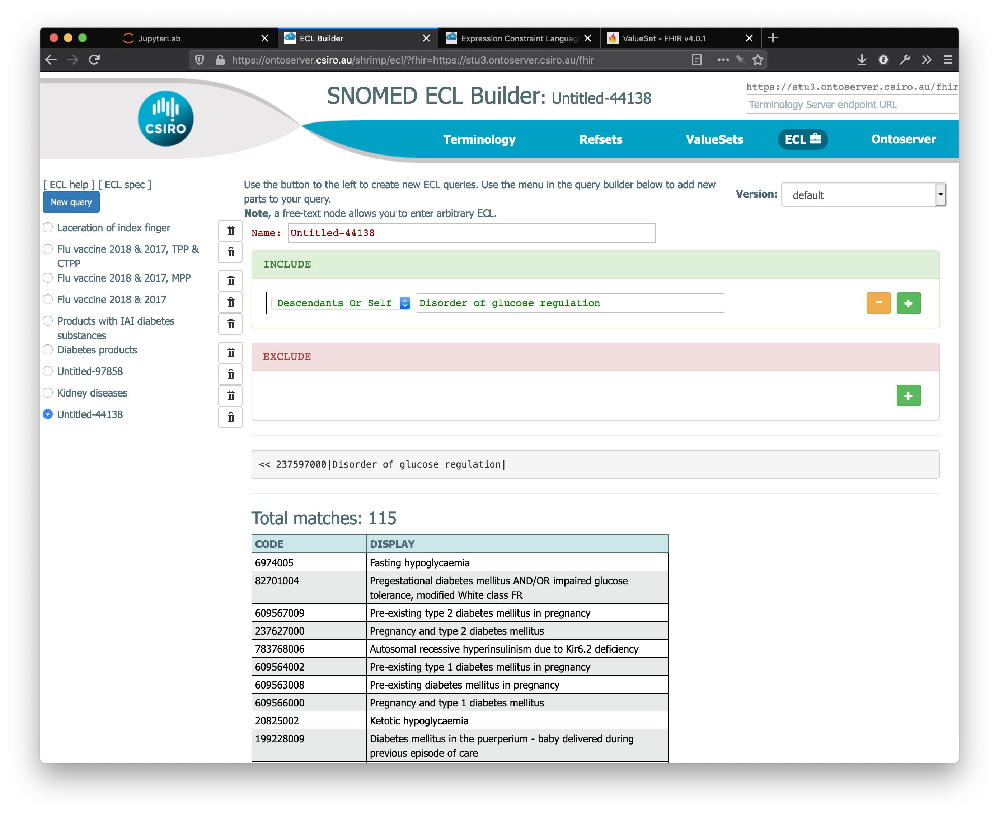 JupyterLab
ECL Builder
Expression Constraint Languag
ValueSet - FHIR v4.0.1
https://ontoserver.csiro.au/shrimp/ecl/?fhir=https://stu3.ontoserver.csiro.au/fhir
CSIRO
SNOMED ECL Builder: Untitled-44138
https://stu3.ontoserver.csiro.au/fhir
Terminology Server endpoint URL
Terminology Refsets ValueSets ECL Ontoserver
[ ECL help ] [ ECL spec ]
New query
Laceration of index finger
Flu vaccine 2018 & 2017, TPP &
CTPP
Flu vaccine 2018 & 2017, MPP
Flu vaccine 2018 & 2017
Products with IAI diabetes
substances
Diabetes products
Untitled-97858
Kidney diseases
Untitled-44138
Use the button to the left to create new ECL queries. Use the menu in the query builder below to add new
parts to your query.
Note, a free-text node allows you to enter arbitrary ECL.
Version: default
Name: Untitled-44138
INCLUDE
Descendants Or Self Disorder of glucose regulation
EXCLUDE
<< 237597000|Disorder of glucose regulation|
Total matches: 115
CODE DISPLAY
6974005 Fasting hypoglycaemia
82701004 Pregestational diabetes mellitus AND/OR impaired glucose
tolerance, modified White class FR
609567009 Pre-existing type 2 diabetes mellitus in pregnancy
237627000 Pregnancy and type 2 diabetes mellitus
783768006 Autosomal recessive hyperinsulinism due to Kir6.2 deficiency
609564002 Pre-existing type 1 diabetes mellitus in pregnancy
609563008 Pre-existing diabetes mellitus in pregnancy
609566000 Pregnancy and type 1 diabetes mellitus
20825002 Ketotic hypoglycaemia
199228009 Diabetes mellitus in the puerperium - baby delivered during
previous episode of care